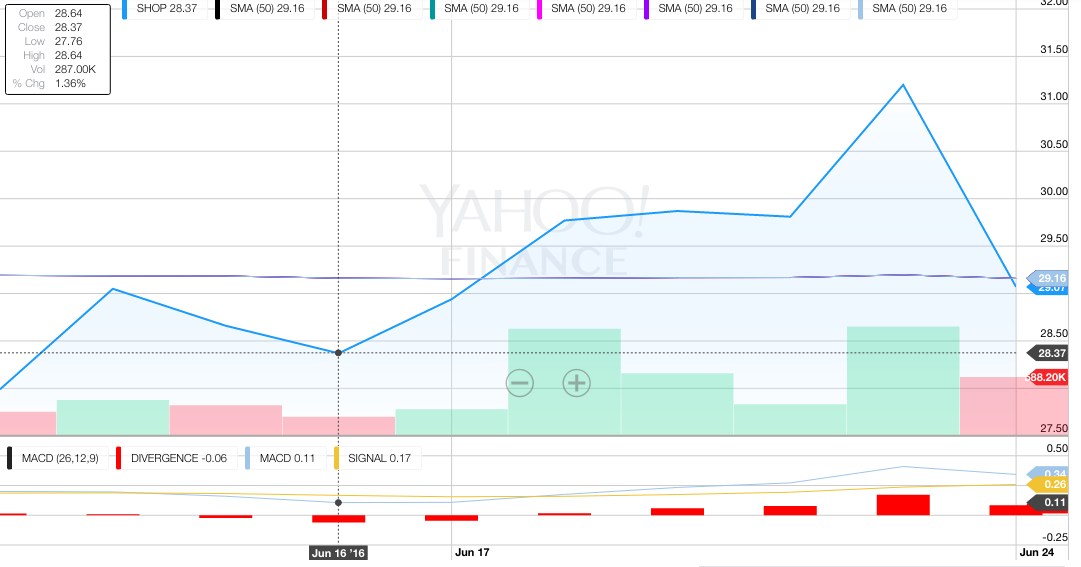 Open 28.64
Close 28.37
Low 27.76
High 28.64
Vol 287.00K
% Chg 1.36%
SHOP 28.37 SMA (50) 29.16 SMA (50) 29.16 SMA (50) 29.16 SMA (50) 29.16 SMA (50) 29.16 SMA (50) 29.16 SMA (50) 29.16
32.00
31.50
31.00
30.50
30.00
YAHOO!
FINANCE
29.50
29.16
29.07
28.50
28.37
88.20K
27.50
MACD (26,12,9) DIVERGENCE -0.06 MACD 0.11 SIGNAL 0.17
0.50
0.34
0.26
0.11
-0.25
Jun 16 '16 Jun 17 Jun 24